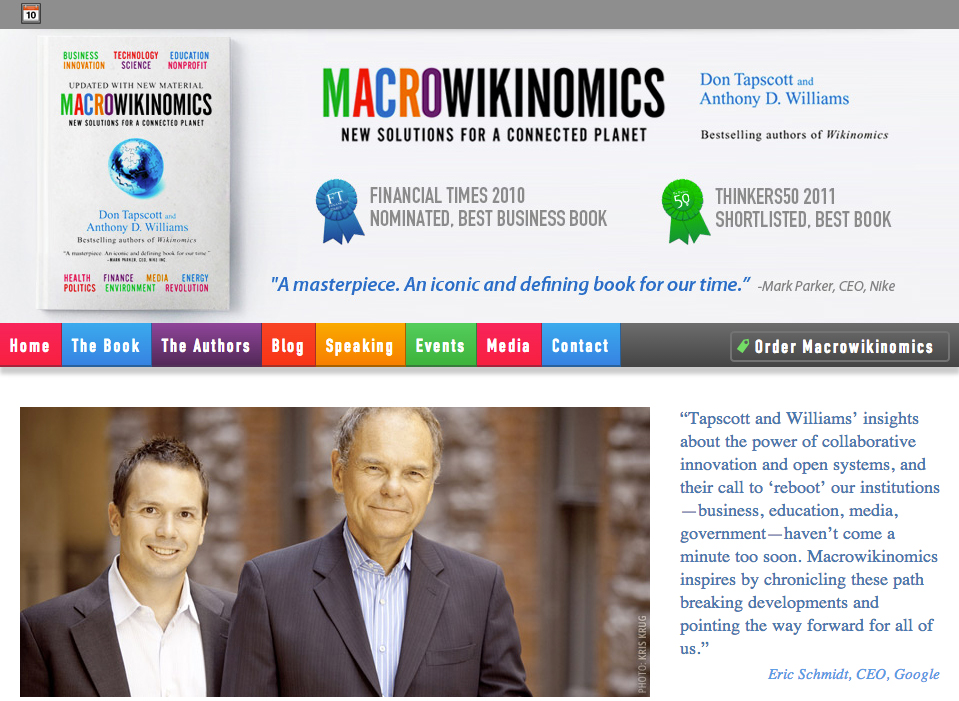 10
BUSINESS TECHNOLOGY EDUCATION
INNOVATION SCIENCE NONPROFIT
UPDATED WITH NEW MATERIAL
MACROWIKINOMICS
NEW SOLUTIONS FOR A CONNECTED PLANET
Don Tapscott and
Anthony D. Williams
Bestselling authors of Wikinomics
"A masterpiece. An iconic and defining book for our time."
—MARK PARKER, CEO, NIKE INC.
HEALTH FINANCE MEDIA ENERGY
POLITICS ENVIRONMENT REVOLUTION
MACROWIKINOMICS
NEW SOLUTIONS FOR A CONNECTED PLANET
Don Tapscott and
Anthony D. Williams
Bestselling authors of Wikinomics
FT
FINANCIAL TIMES 2010
NOMINATED, BEST BUSINESS BOOK
50
THINKERS50 2011
SHORTLISTED, BEST BOOK
"A masterpiece. An iconic and defining book for our time.” -Mark Parker, CEO, Nike
Home The Book The Authors Blog Speaking Events Media Contact Order Macrowikinomics
“Tapscott and Williams’ insights
about the power of collaborative
innovation and open systems, and
their call to ‘reboot’ our institutions
—business, education, media,
government—haven’t come a
minute too soon. Macrowikinomics
inspires by chronicling these path
breaking developments and
pointing the way forward for all of
us.”
Eric Schmidt, CEO, Google
PHOTO: KRIS KRUG